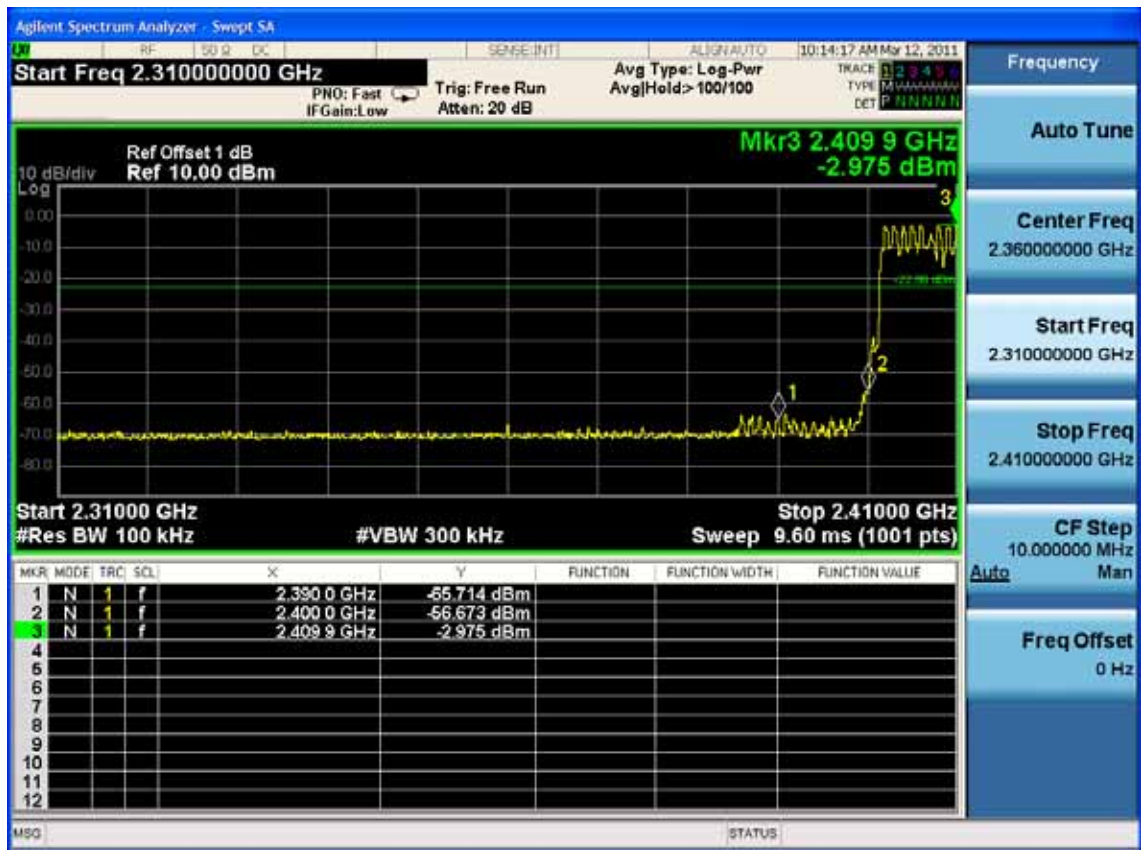 Agilent Spectrum Analyzer - Swept SA
RF 50 Ω DC SENSE:INT ALIGN AUTO 10:14:17 AM Mar 12, 2011
Start Freq 2.310000000 GHz
PNO: Fast
IFGain:Low
Trig: Free Run
Atten: 20 dB
Avg Type: Log-Pwr
Avg|Hold:>100/100
TRACE 1 2 3 4 5 6
TYPE M
DET P N N N N N
Mkr3 2.409 9 GHz
-2.975 dBm
Ref Offset 1 dB
10 dB/div Ref 10.00 dBm
Log
0.00
-10.0
-20.0
-30.0
-40.0
-50.0
-60.0
-70.0
-80.0
3
-22.98 dBm
2
1
Start 2.31000 GHz Stop 2.41000 GHz
#Res BW 100 kHz #VBW 300 kHz Sweep 9.60 ms (1001 pts)
MKR MODE TRC SCL X Y FUNCTION FUNCTION WIDTH FUNCTION VALUE
1 N 1 f 2.390 0 GHz -65.714 dBm
2 N 1 f 2.400 0 GHz -56.673 dBm
3 N 1 f 2.409 9 GHz -2.975 dBm
4
5
6
7
8
9
10
11
12
MSG STATUS
Frequency
Auto Tune
Center Freq
2.360000000 GHz
Start Freq
2.310000000 GHz
Stop Freq
2.410000000 GHz
CF Step
10.000000 MHz
Auto Man
Freq Offset
0 Hz